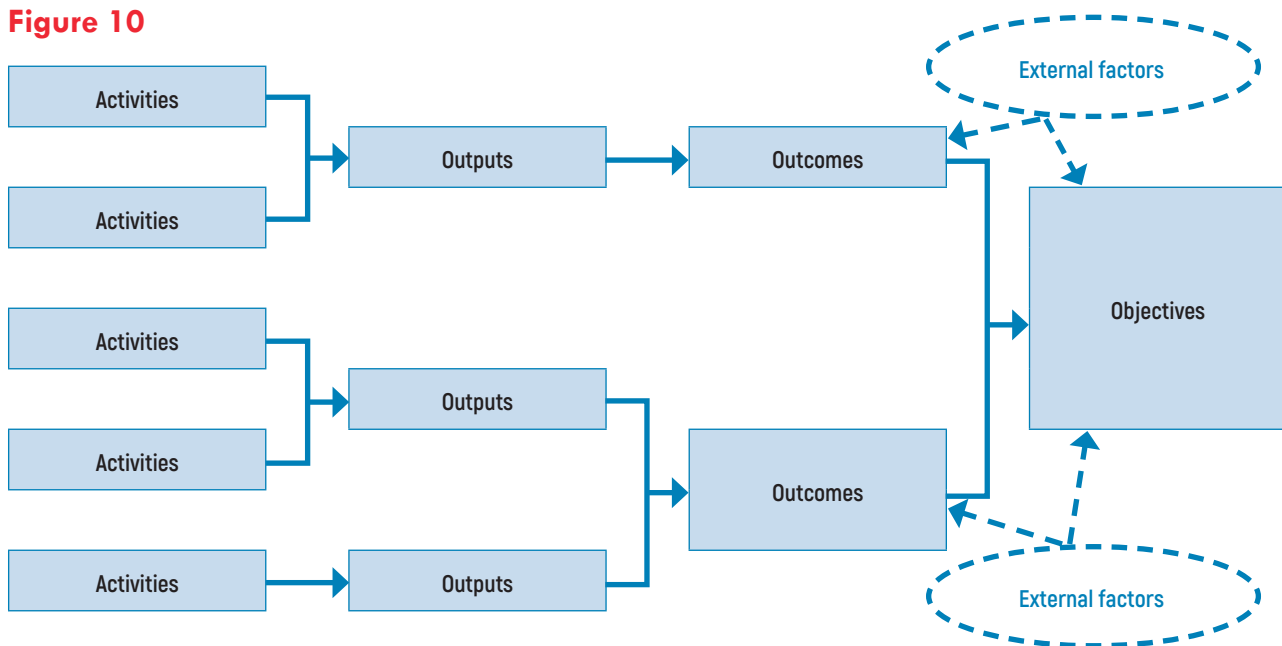 Figure 10
External factors
Activities
Outputs
Outcomes
Activities
Objectives
Activities
Outputs
Activities
Outcomes
Activities
Outputs
External factors